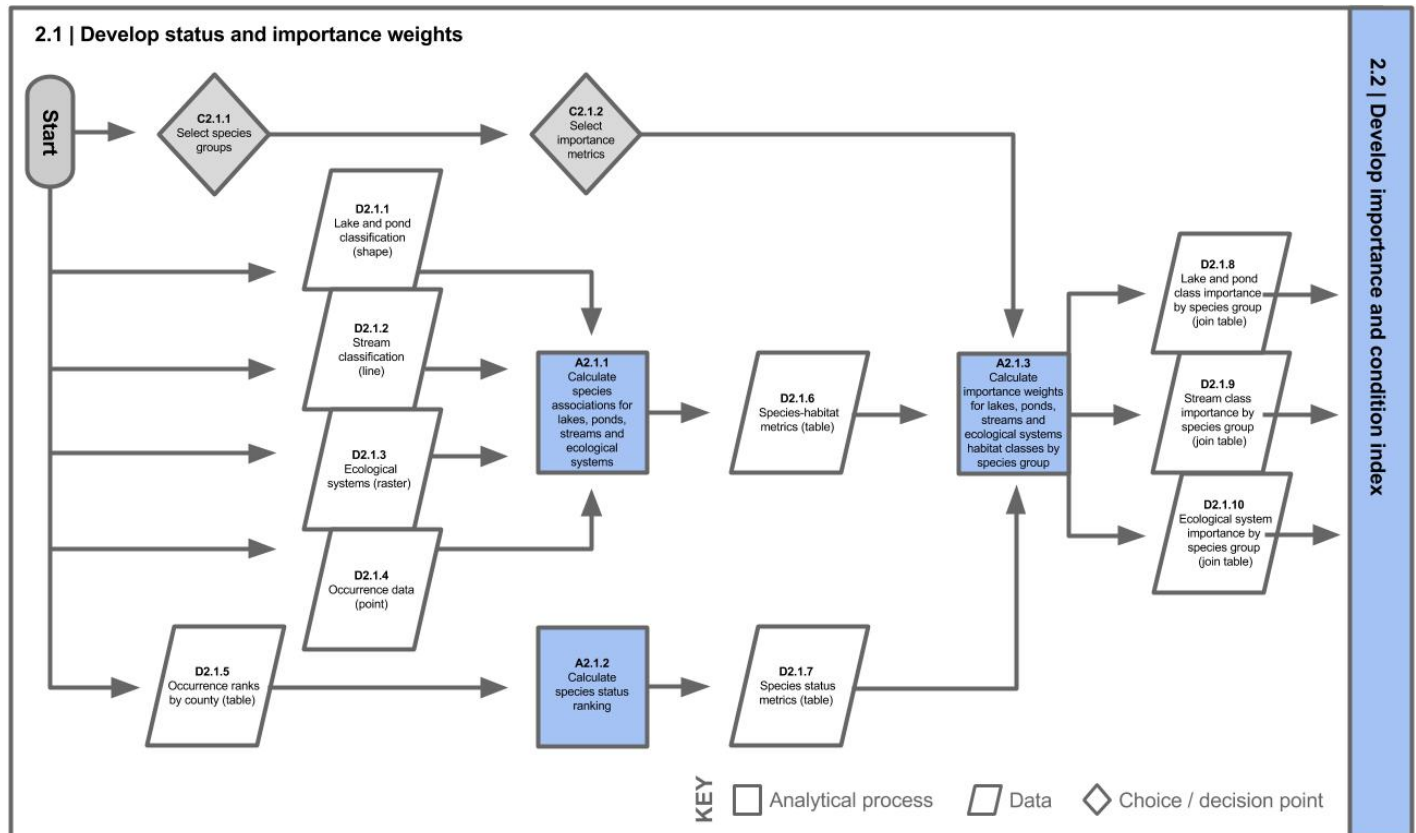 2.1 | Develop status and importance weights
Start
C2.1.1
Select species
groups
C2.1.2
Select
importance
metrics
D2.1.1
Lake and pond
classification
(shape)
D2.1.2
Stream
classification
(line)
D2.1.3
Ecological
systems (raster)
D2.1.4
Occurrence data
(point)
D2.1.5
Occurrence ranks
by county (table)
A2.1.1
Calculate
species
associations for
lakes, ponds,
streams and
ecological
systems
A2.1.2
Calculate
species status
ranking
D2.1.6
Species-habitat
metrics (table)
D2.1.7
Species status
metrics (table)
A2.1.3
Calculate
importance weights
for lakes, ponds,
streams and
ecological systems
habitat classes by
species group
D2.1.8
Lake and pond
class importance
by species group
(join table)
D2.1.9
Stream class
importance by
species group
(join table)
D2.1.10
Ecological system
importance by
species group
(join table)
2.2 | Develop importance and condition index
KEY
Analytical process
Data
Choice / decision point